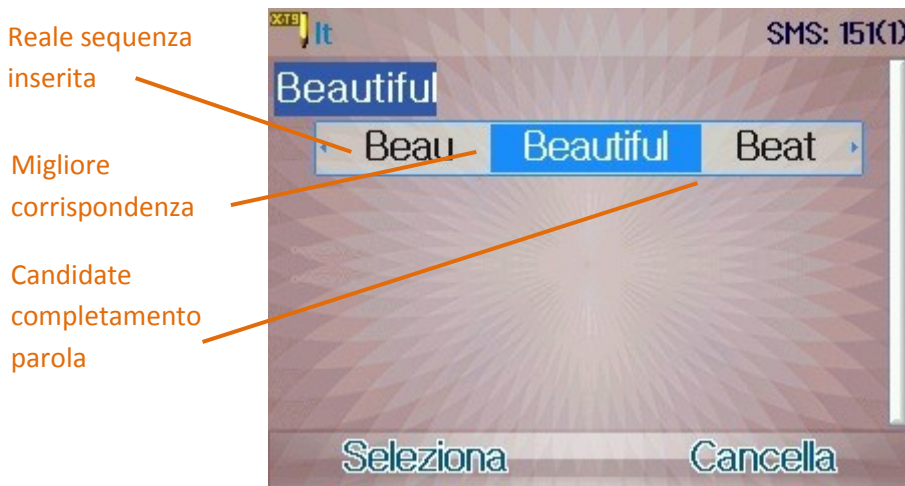 Reale sequenza
inserita
Migliore
corrispondenza
Candidate
completamento
parola
XT9 It SMS: 151(1)
Beautiful
Beau Beautiful Beat
Seleziona Cancella